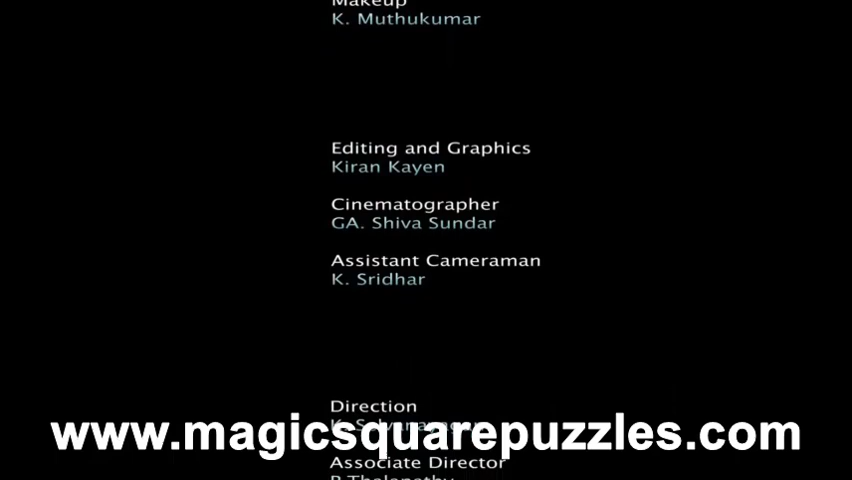 Makeup
K. Muthukumar
Editing and Graphics
Kiran Kayen
Cinematographer
GA. Shiva Sundar
Assistant Cameraman
K. Sridhar
Direction
www.magicsquarepuzzles.com
Associate Director